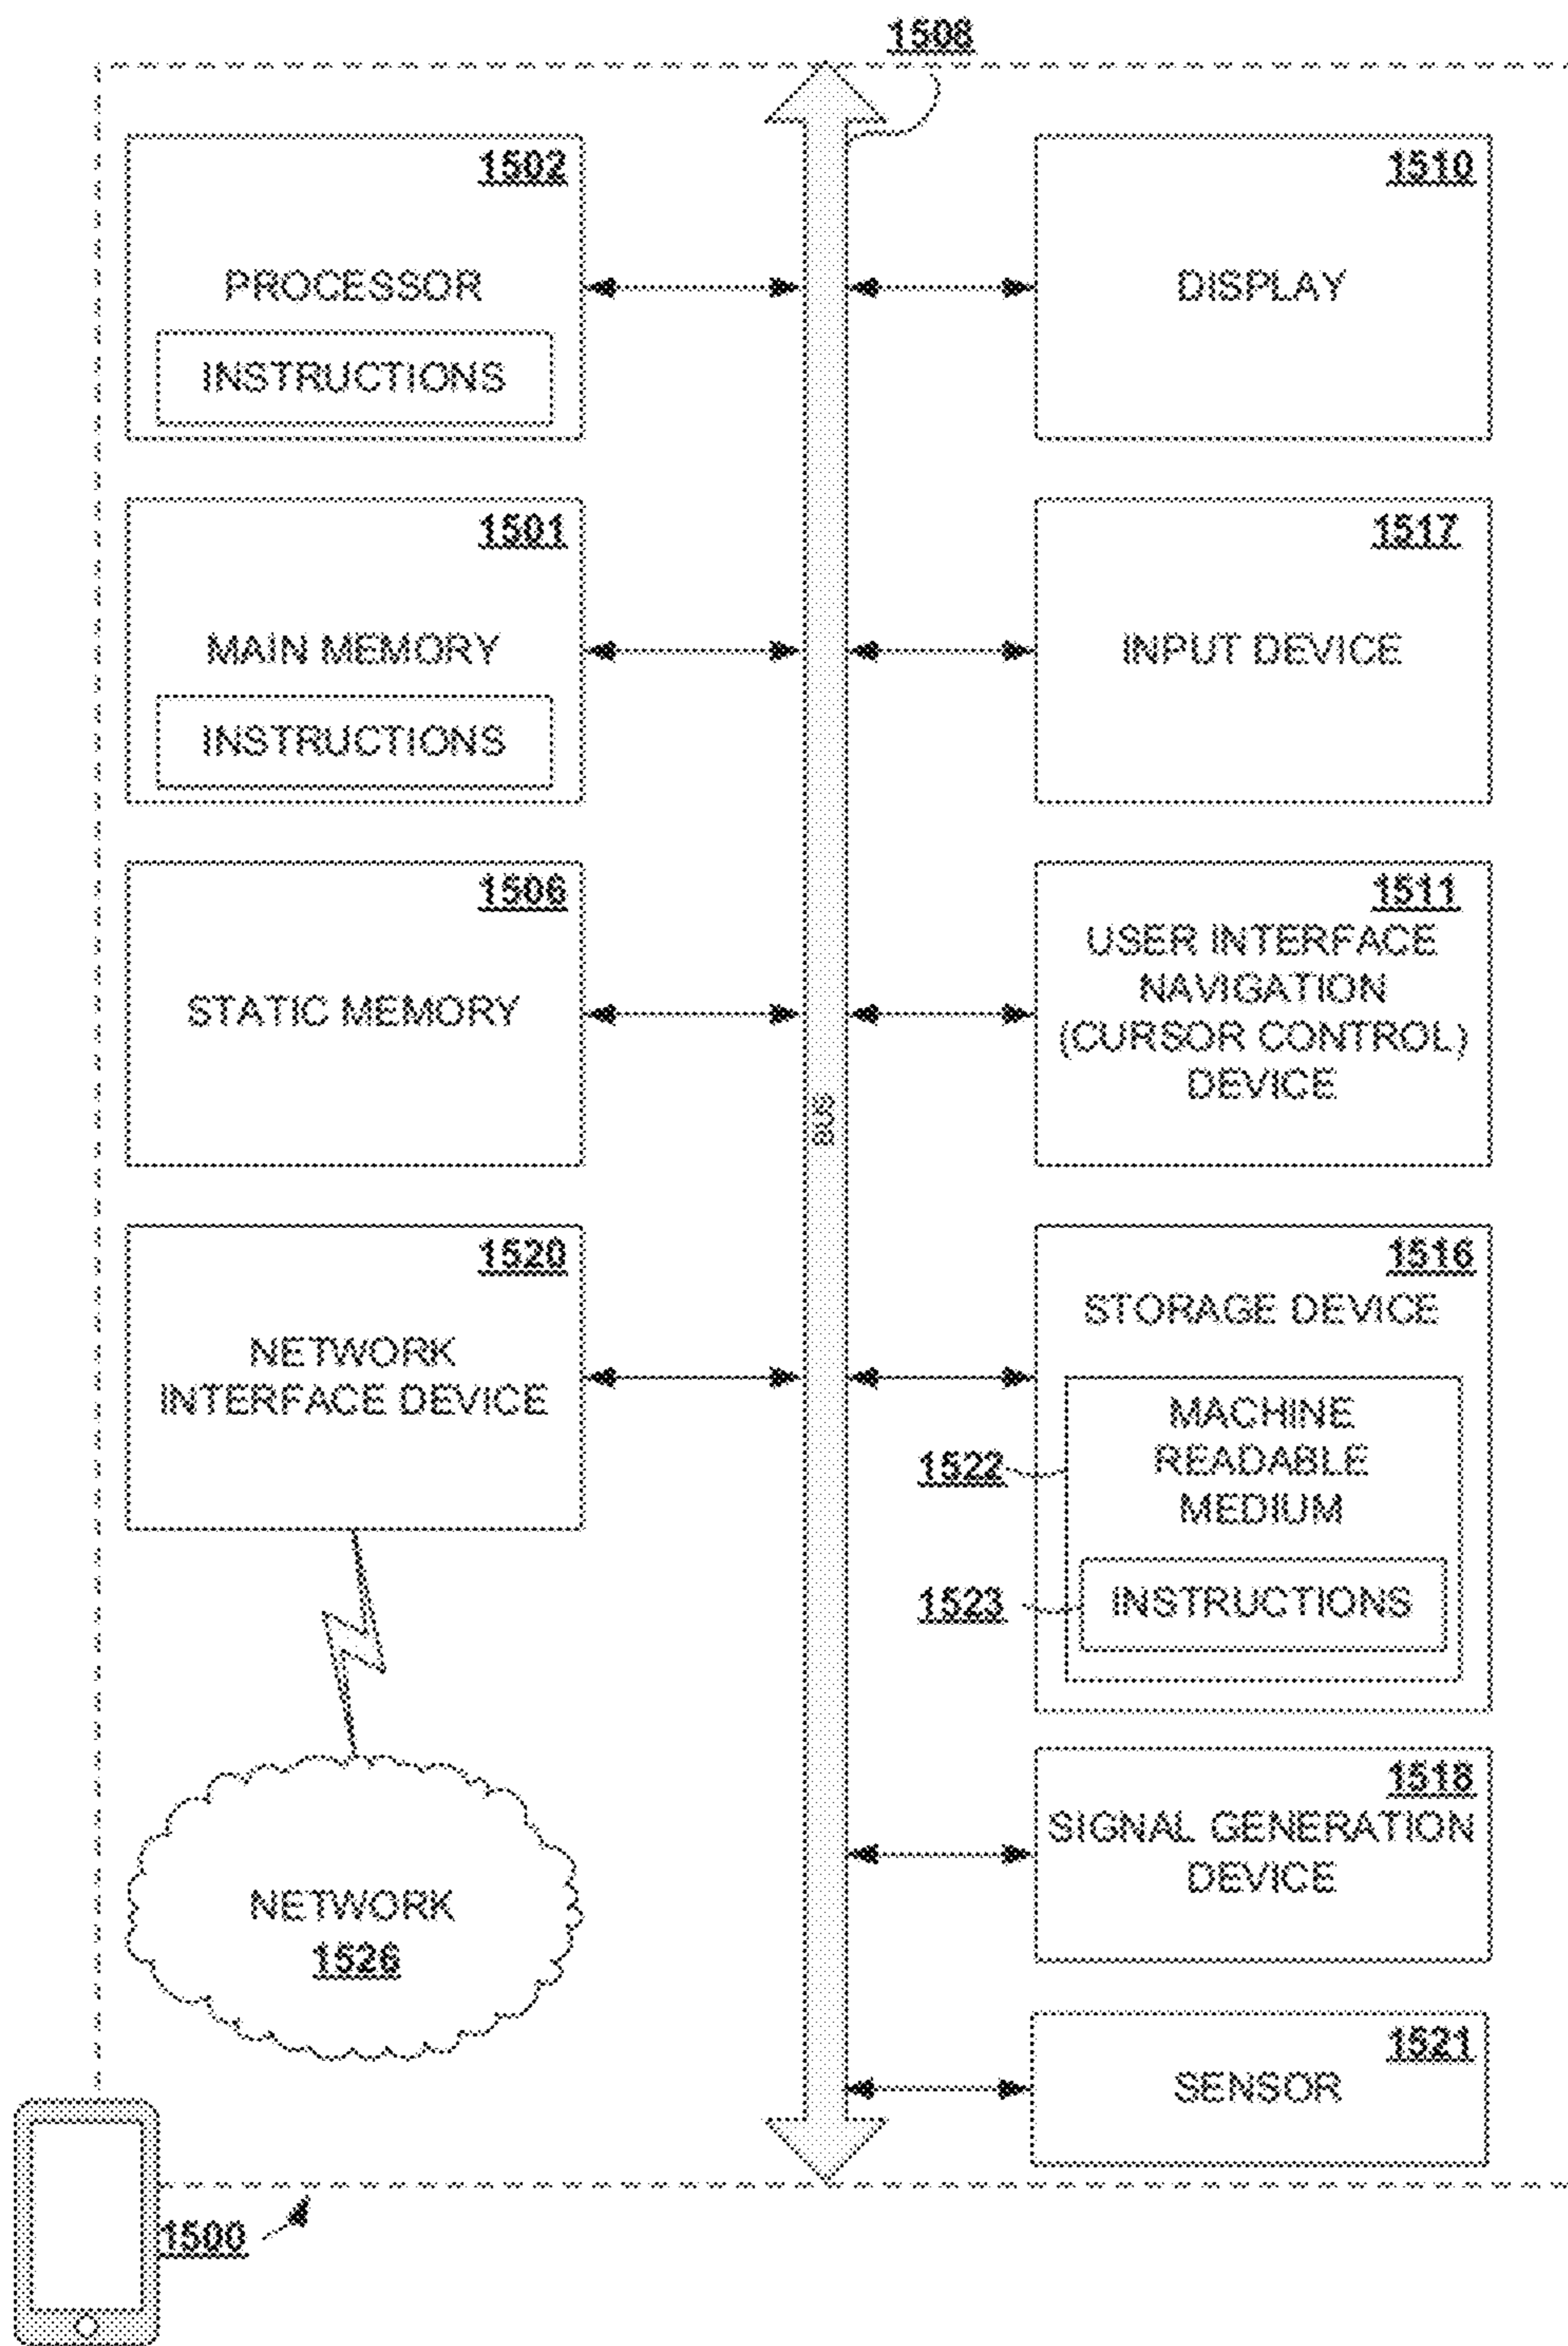 1508
1502
PROCESSOR
INSTRUCTIONS
1510
DISPLAY
1501
MAIN MEMORY
INSTRUCTIONS
1517
INPUT DEVICE
1506
STATIC MEMORY
1511
USER INTERFACE
NAVIGATION
(CURSOR CONTROL)
DEVICE
BUS
1520
NETWORK
INTERFACE DEVICE
1516
STORAGE DEVICE
1522
MACHINE
READABLE
MEDIUM
1523
INSTRUCTIONS
1518
SIGNAL GENERATION
DEVICE
NETWORK
1526
1521
SENSOR
1500